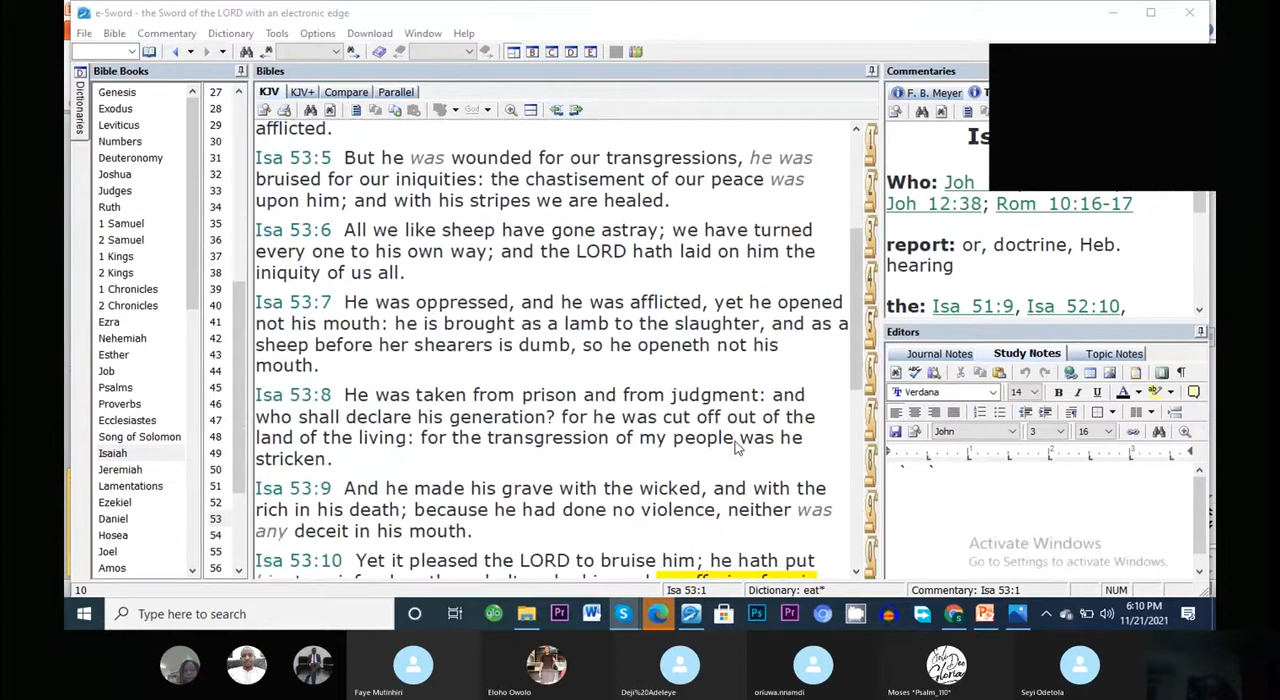 e-Sword - the Sword of the LORD with an electronic edge
File Bible Commentary Dictionary Tools Options Download Window Help
Dictionaries
Bible Books
Genesis 27
Exodus 28
Leviticus 29
Numbers 30
Deuteronomy 31
Joshua 32
Judges 33
Ruth 34
1 Samuel 35
2 Samuel 36
1 Kings 37
2 Kings 38
1 Chronicles 39
2 Chronicles 40
Ezra 41
Nehemiah 42
Esther 43
Job 44
Psalms 45
Proverbs 46
Ecclesiastes 47
Song of Solomon 48
Isaiah 49
Jeremiah 50
Lamentations 51
Ezekiel 52
Daniel 53
Hosea 54
Joel 55
Amos 56
Bibles
KJV KJV+ Compare Parallel
afflicted.
Isa 53:5 But he was wounded for our transgressions, he was
bruised for our iniquities: the chastisement of our peace was
upon him; and with his stripes we are healed.
Isa 53:6 All we like sheep have gone astray; we have turned
every one to his own way; and the LORD hath laid on him the
iniquity of us all.
Isa 53:7 He was oppressed, and he was afflicted, yet he opened
not his mouth: he is brought as a lamb to the slaughter, and as a
sheep before her shearers is dumb, so he openeth not his
mouth.
Isa 53:8 He was taken from prison and from judgment: and
who shall declare his generation? for he was cut off out of the
land of the living: for the transgression of my people was he
stricken.
Isa 53:9 And he made his grave with the wicked, and with the
rich in his death; because he had done no violence, neither was
any deceit in his mouth.
Isa 53:10 Yet it pleased the LORD to bruise him; he hath put
Commentaries
F. B. Meyer
Is
Who: Joh
Joh 12:38; Rom 10:16-17
report: or, doctrine, Heb.
hearing
the: Isa 51:9, Isa 52:10,
Editors
Journal Notes Study Notes Topic Notes
Verdana 14 B I U A
John 3 16
1 2 3
Activate Windows
Go to Settings to activate Windows.
10 Isa 53:1 Dictionary: eat* Commentary: Isa 53:1 NUM
Type here to search
glo Pr W Ps Pr
6:10 PM
11/21/2021
Faye Mutinhiri
Eloho Owolo
Deji%20Adeleye
oriuwa.nnamdi
Soli Deo
Gloria
Moses *Psalm_110*
Seyi Odetola